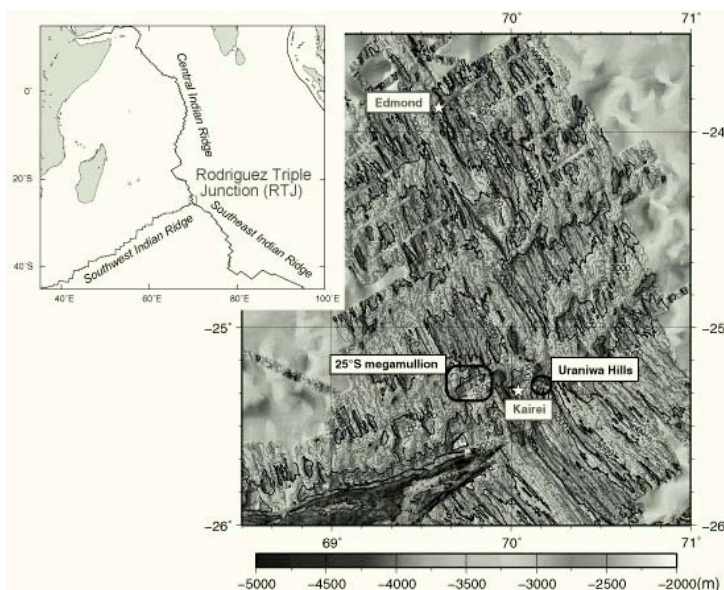 0°
20°S
40°S
40°E
60°E
80°E
100°E
Central Indian Ridge
Rodriguez Triple
Junction (RTJ)
Southwest Indian Ridge
Southeast Indian Ridge
70°
71°
Edmond
-24°
-25°
-25°
25°S megamullion
Uraniwa Hills
Kairei
-26°
-26°
69°
70°
71°
-5000
-4500
-4000
-3500
-3000
-2500
-2000(m)